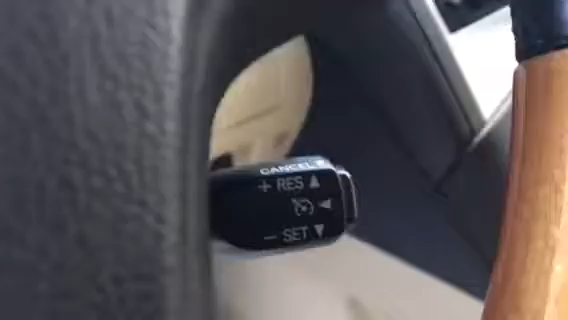 CANCEL
+ RES ▲
◀
– SET ▼